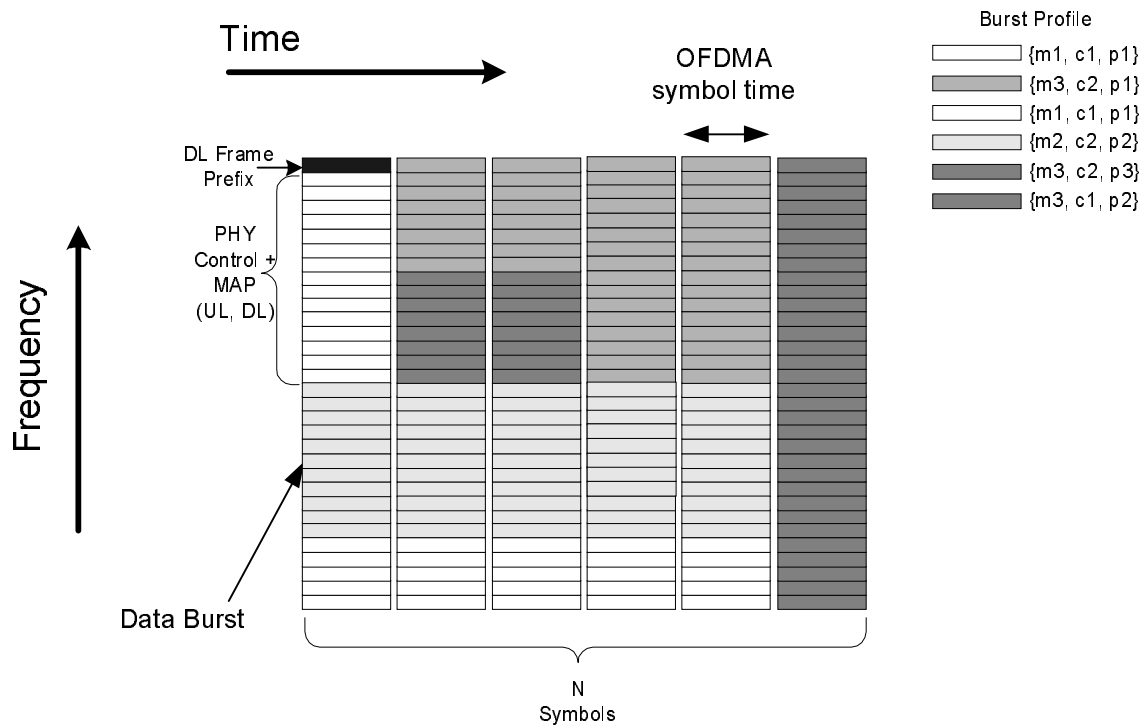 Time
OFDMA
symbol time
Burst Profile
{m1, c1, p1}
{m3, c2, p1}
{m1, c1, p1}
{m2, c2, p2}
{m3, c2, p3}
{m3, c1, p2}
DL Frame
Prefix
PHY
Control +
MAP
(UL, DL)
Frequency
Data Burst
N
Symbols